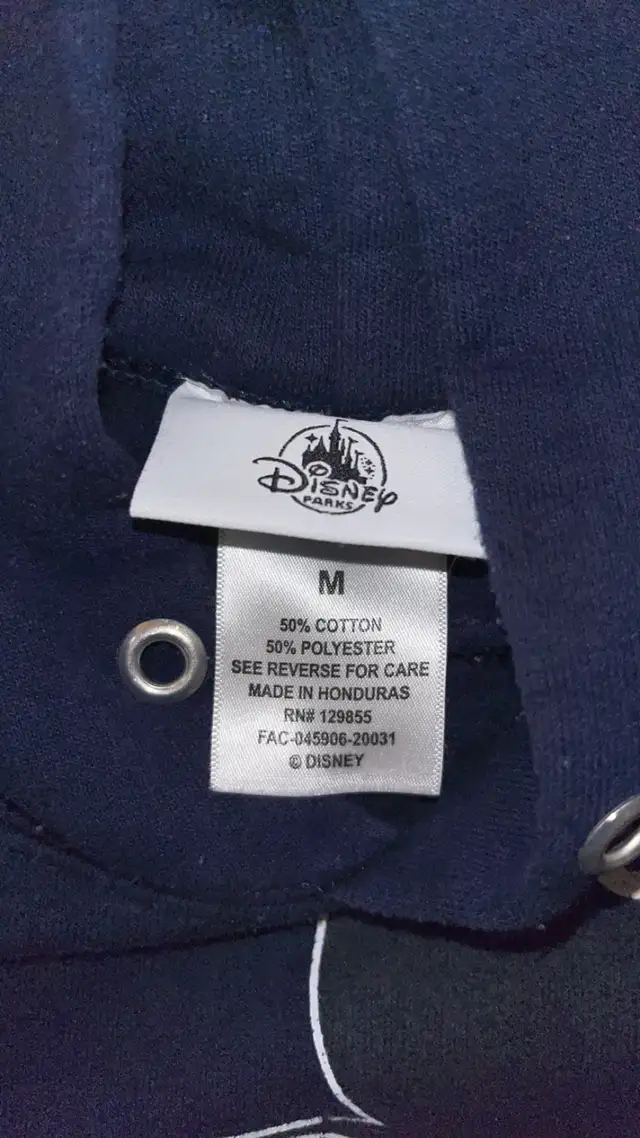 Disney
PARKS
M
50% COTTON
50% POLYESTER
SEE REVERSE FOR CARE
MADE IN HONDURAS
RN# 129855
FAC-045906-20031
© DISNEY